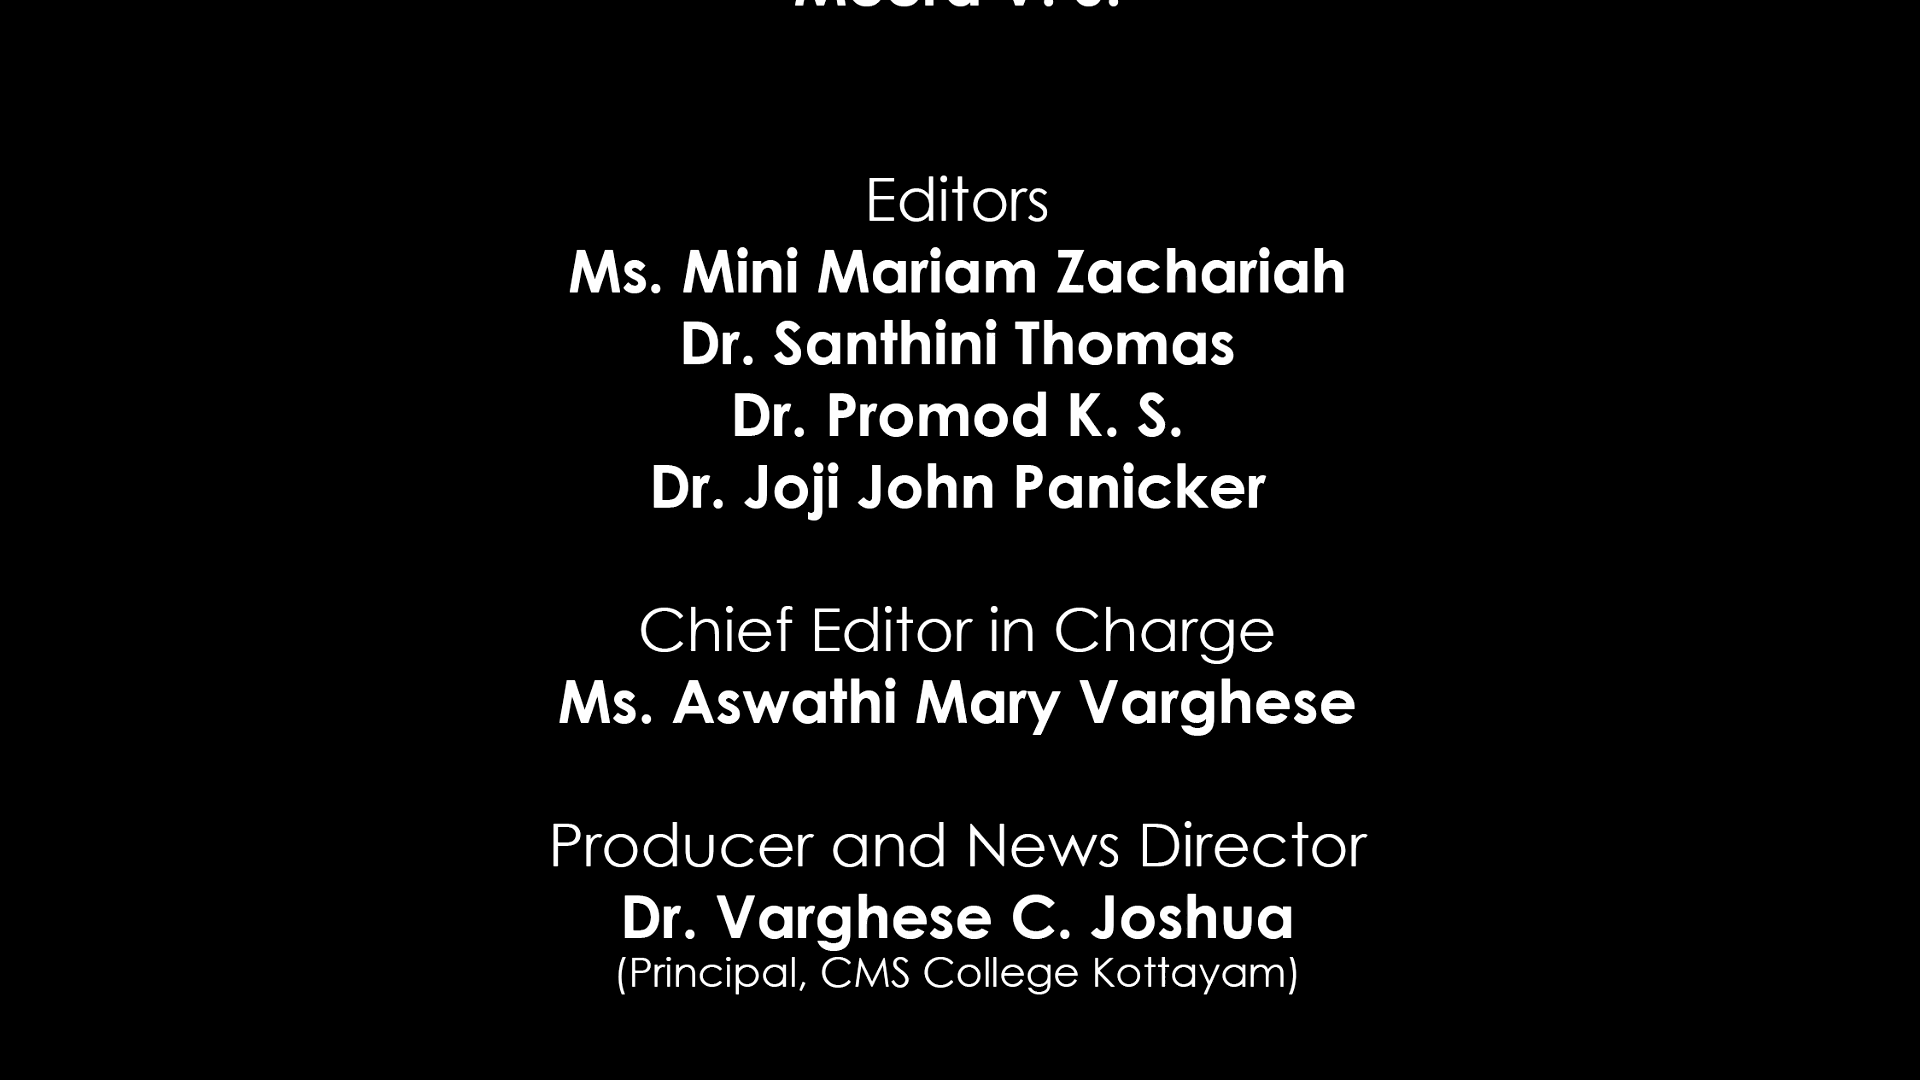 Editors
Ms. Mini Mariam Zachariah
Dr. Santhini Thomas
Dr. Promod K. S.
Dr. Joji John Panicker
Chief Editor in Charge
Ms. Aswathi Mary Varghese
Producer and News Director
Dr. Varghese C. Joshua
(Principal, CMS College Kottayam)